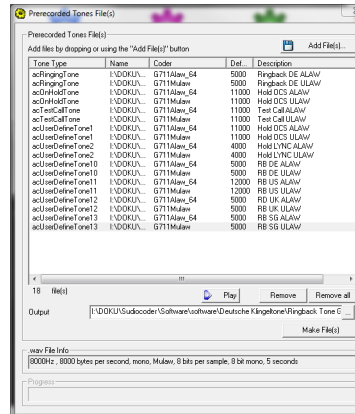 Prerecorded Tones File(s)
Prerecorded Tones File(s)
Add files by dropping or using the "Add File(s)" button
Add File(s)...
Tone Type Name Coder Def... Description
acRingingTone I:\DOKU\... G711Alaw_64 5000 Ringback DE ALAW
acRingingTone I:\DOKU\... G711Mulaw 5000 Ringback DE ULAW
acOnHoldTone I:\DOKU\... G711Alaw_64 11000 Hold OCS ALAW
acOnHoldTone I:\DOKU\... G711Mulaw 11000 Hold OCS ULAW
acTestCallTone I:\DOKU\... G711Alaw_64 11000 Test Call ALAW
acTestCallTone I:\DOKU\... G711Mulaw 11000 Test Call ULAW
acUserDefineTone1 I:\DOKU\... G711Alaw_64 11000 Hold OCS ALAW
acUserDefineTone1 I:\DOKU\... G711Mulaw 11000 Hold OCS ULAW
acUserDefineTone2 I:\DOKU\... G711Alaw_64 4000 Hold LYNC ALAW
acUserDefineTone2 I:\DOKU\... G711Mulaw 4000 Hold LYNC ULAW
acUserDefineTone10 I:\DOKU\... G711Alaw_64 5000 RB DE ALAW
acUserDefineTone10 I:\DOKU\... G711Mulaw 5000 RB DE ULAW
acUserDefineTone11 I:\DOKU\... G711Alaw_64 12000 RB US ALAW
acUserDefineTone11 I:\DOKU\... G711Mulaw 12000 RB US ULAW
acUserDefineTone12 I:\DOKU\... G711Alaw_64 5000 RD UK ALAW
acUserDefineTone12 I:\DOKU\... G711Mulaw 5000 RB UK ULAW
acUserDefineTone13 I:\DOKU\... G711Alaw_64 5000 RB SG ALAW
acUserDefineTone13 I:\DOKU\... G711Mulaw 5000 RB SG ULAW
18 file(s)
Play
Remove
Remove all
Output I:\DOKU\Sudiocoder\Software\software\Deutsche Klingeltone\Ringback Tone G ...
Make File(s)
.wav File Info
8000Hz , 8000 bytes per second, mono, Mulaw, 8 bits per sample, 8 bit mono, 5 seconds
Progress